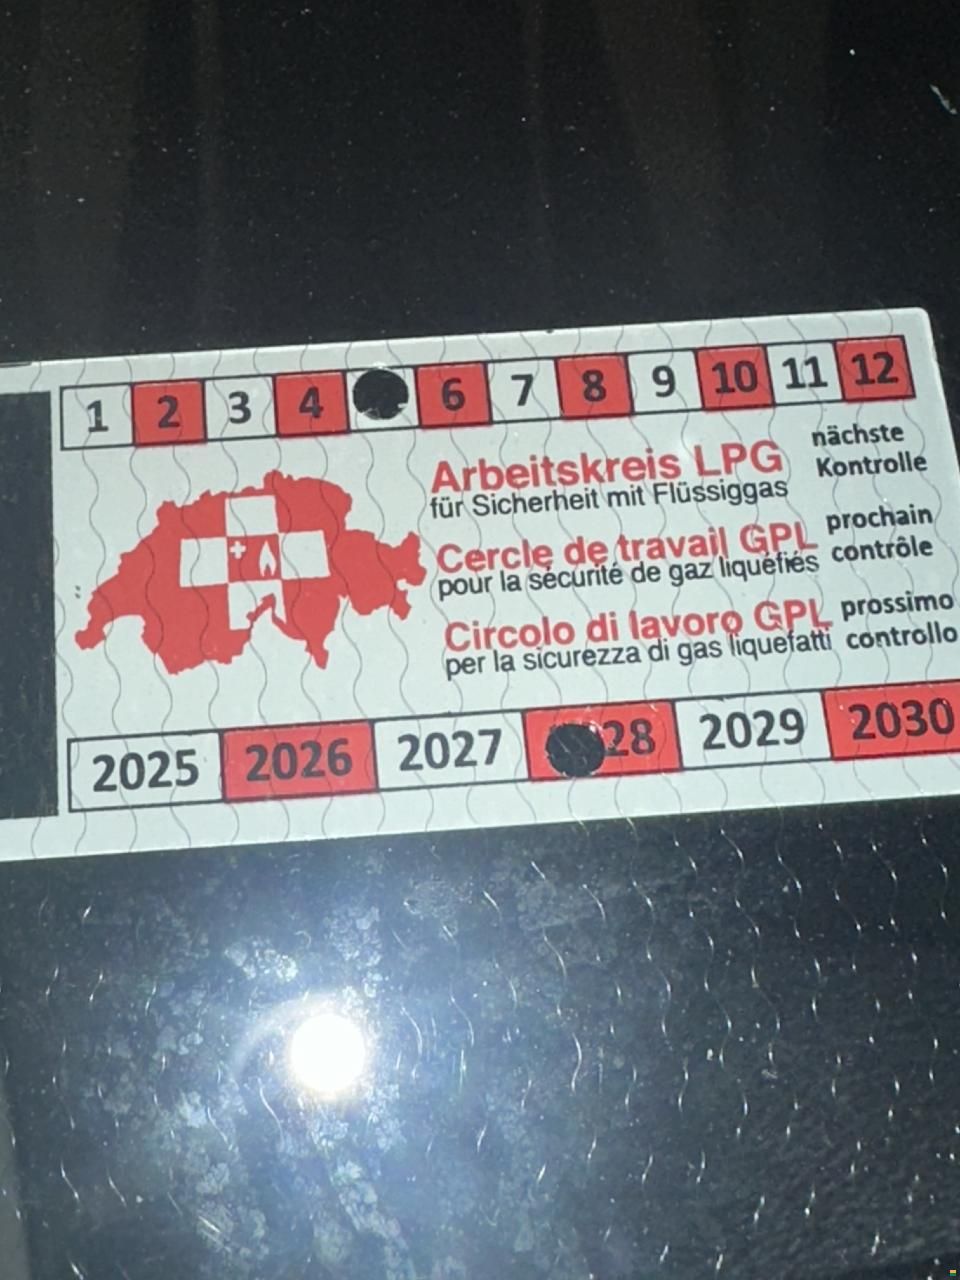 1 2 3 4 6 7 8 9 10 11 12
Arbeitskreis LPG
für Sicherheit mit Flüssiggas
nächste
Kontrolle
Cercle de travail GPL
pour la sécurité de gaz liquéfiés
prochain
contrôle
Circolo di lavoro GPL
per la sicurezza di gas liquefatti
prossimo
controllo
2025 2026 2027 28 2029 2030